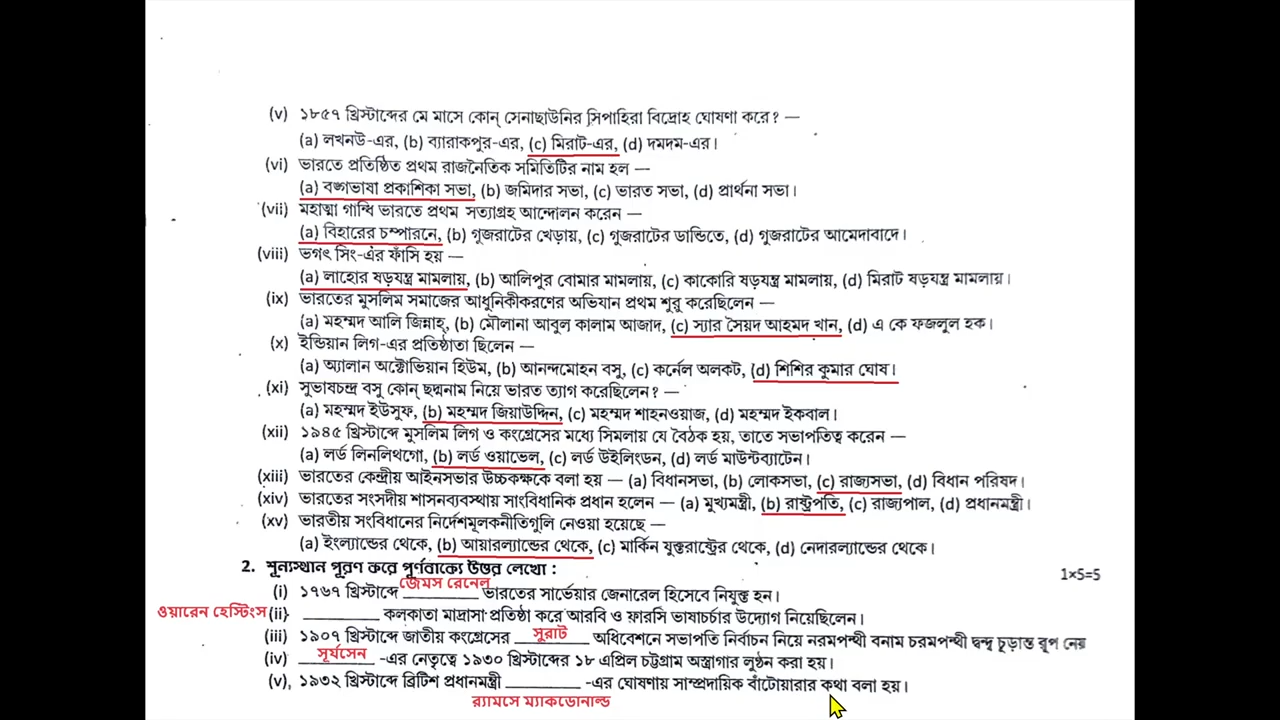 (v) ১৮৫৭ খ্রিস্টাব্দের মে মাসে কোন্ সেনাছাউনির সিপাহিরা বিদ্রোহ ঘোষণা করে? —
(a) লখনউ-এর, (b) ব্যারাকপুর-এর, (c) মিরাট-এর, (d) দমদম-এর।
(vi) ভারতে প্রতিষ্ঠিত প্রথম রাজনৈতিক সমিতিটির নাম হল —
(a) বঙ্গভাষা প্রকাশিকা সভা, (b) জমিদার সভা, (c) ভারত সভা, (d) প্রার্থনা সভা।
(vii) মহাত্মা গান্ধি ভারতে প্রথম সত্যাগ্রহ আন্দোলন করেন —
(a) বিহারের চম্পারনে, (b) গুজরাটের খেড়ায়, (c) গুজরাটের ডান্ডিতে, (d) গুজরাটের আমেদাবাদে।
(viii) ভগৎ সিং-এর ফাঁসি হয় —
(a) লাহোর ষড়যন্ত্র মামলায়, (b) আলিপুর বোমার মামলায়, (c) কাকোরি ষড়যন্ত্র মামলায়, (d) মিরাট ষড়যন্ত্র মামলায়।
(ix) ভারতের মুসলিম সমাজের আধুনিকীকরণের অভিযান প্রথম শুরু করেছিলেন —
(a) মহম্মদ আলি জিন্নাহ্, (b) মৌলানা আবুল কালাম আজাদ, (c) স্যার সৈয়দ আহমদ খান, (d) এ কে ফজলুল হক।
(x) ইন্ডিয়ান লিগ-এর প্রতিষ্ঠাতা ছিলেন —
(a) অ্যালান অক্টোভিয়ান হিউম, (b) আনন্দমোহন বসু, (c) কর্নেল অলকট, (d) শিশির কুমার ঘোষ।
(xi) সুভাষচন্দ্র বসু কোন্ ছদ্মনাম নিয়ে ভারত ত্যাগ করেছিলেন? —
(a) মহম্মদ ইউসুফ, (b) মহম্মদ জিয়াউদ্দিন, (c) মহম্মদ শাহনওয়াজ, (d) মহম্মদ ইকবাল।
(xii) ১৯৪৫ খ্রিস্টাব্দে মুসলিম লিগ ও কংগ্রেসের মধ্যে সিমলায় যে বৈঠক হয়, তাতে সভাপতিত্ব করেন —
(a) লর্ড লিনলিথগো, (b) লর্ড ওয়াভেল, (c) লর্ড উইলিংডন, (d) লর্ড মাউন্টব্যাটেন।
(xiii) ভারতের কেন্দ্রীয় আইনসভার উচ্চকক্ষকে বলা হয় — (a) বিধানসভা, (b) লোকসভা, (c) রাজ্যসভা, (d) বিধান পরিষদ।
(xiv) ভারতের সংসদীয় শাসনব্যবস্থায় সাংবিধানিক প্রধান হলেন — (a) মুখ্যমন্ত্রী, (b) রাষ্ট্রপতি, (c) রাজ্যপাল, (d) প্রধানমন্ত্রী।
(xv) ভারতীয় সংবিধানের নির্দেশমূলকনীতিগুলি নেওয়া হয়েছে —
(a) ইংল্যান্ডের থেকে, (b) আয়ারল্যান্ডের থেকে, (c) মার্কিন যুক্তরাষ্ট্রের থেকে, (d) নেদারল্যান্ডের থেকে।
2. শূন্যস্থান পূরণ করে পূর্ণবাক্যে উত্তর লেখো : 1×5=5
(i) ১৭৬৭ খ্রিস্টাব্দে জেমস রেনেল ভারতের সার্ভেয়ার জেনারেল হিসেবে নিযুক্ত হন।
ওয়ারেন হেস্টিংস (ii) ________ কলকাতা মাদ্রাসা প্রতিষ্ঠা করে আরবি ও ফারসি ভাষাচর্চার উদ্যোগ নিয়েছিলেন।
(iii) ১৯০৭ খ্রিস্টাব্দে জাতীয় কংগ্রেসের সুরাট অধিবেশনে সভাপতি নির্বাচন নিয়ে নরমপন্থী বনাম চরমপন্থী দ্বন্দ্ব চূড়ান্ত রূপ নেয়
(iv) সূর্যসেন -এর নেতৃত্বে ১৯৩০ খ্রিস্টাব্দের ১৮ এপ্রিল চট্টগ্রাম অস্ত্রাগার লুণ্ঠন করা হয়।
(v) ১৯৩২ খ্রিস্টাব্দে ব্রিটিশ প্রধানমন্ত্রী ________ -এর ঘোষণায় সাম্প্রদায়িক বাঁটোয়ারার কথা বলা হয়।
র‍্যামসে ম্যাকডোনাল্ড